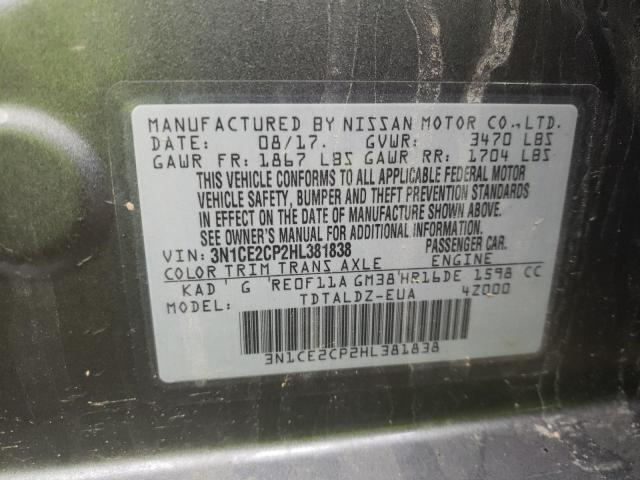 MANUFACTURED BY NISSAN MOTOR CO.,LTD.
DATE: 08/17. GVWR: 3470 LBS
GAWR FR: 1867 LBS GAWR RR: 1704 LBS
THIS VEHICLE CONFORMS TO ALL APPLICABLE FEDERAL MOTOR
VEHICLE SAFETY, BUMPER AND THEFT PREVENTION STANDARDS
IN EFFECT ON THE DATE OF MANUFACTURE SHOWN ABOVE.
SEE OWNER'S MANUAL FOR ADDITIONAL INFORMATION.
VIN: 3N1CE2CP2HL381838 PASSENGER CAR.
COLOR TRIM TRANS AXLE ENGINE
KAD ' G 'RE0F11A GM38'HR16DE 1598 CC
MODEL: TDTALDZ-EUA 4Z000
3N1CE2CP2HL381838